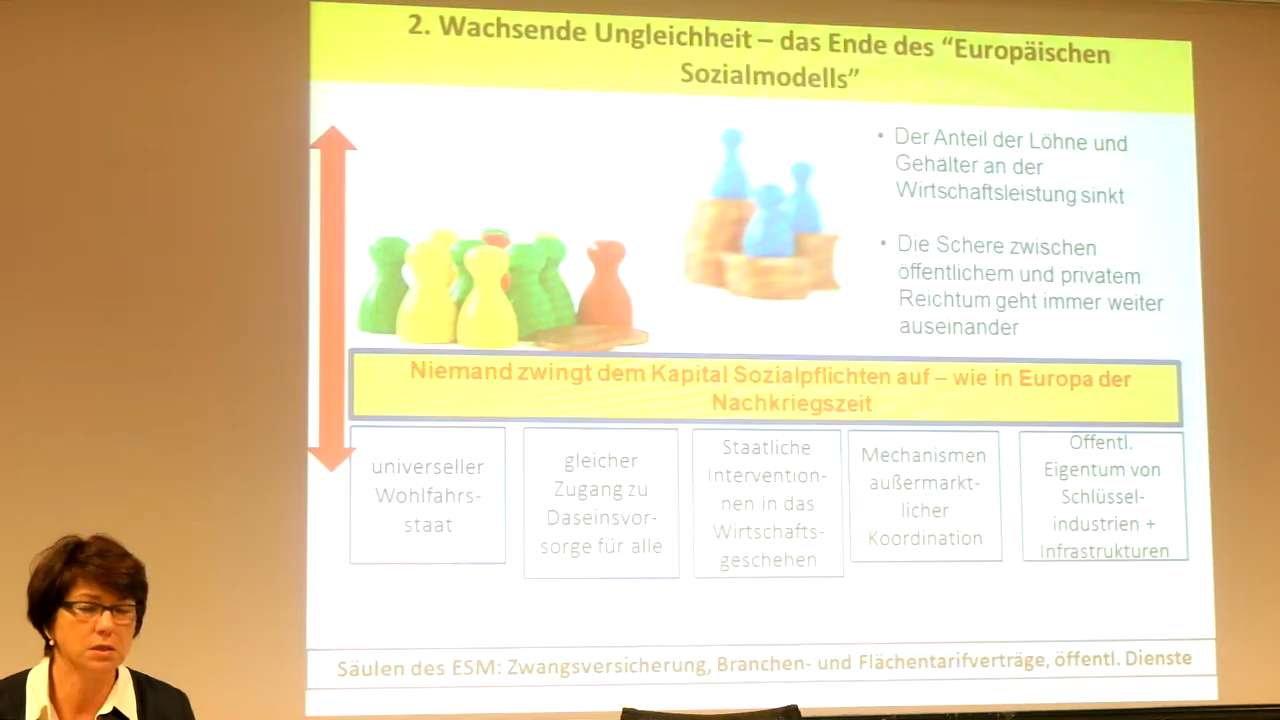 2. Wachsende Ungleichheit – das Ende des “Europäischen
Sozialmodells”
• Der Anteil der Löhne und
Gehälter an der
Wirtschaftsleistung sinkt
• Die Schere zwischen
öffentlichem und privatem
Reichtum geht immer weiter
auseinander
Niemand zwingt dem Kapital Sozialpflichten auf – wie in Europa der
Nachkriegszeit
universeller
Wohlfahrs-
staat
gleicher
Zugang zu
Daseinsvor-
sorge für alle
Staatliche
Intervention-
nen in das
Wirtschafts-
geschehen
Mechanismen
außermarkt-
licher
Koordination
Öffentl.
Eigentum von
Schlüssel-
industrien +
Infrastrukturen
Säulen des ESM: Zwangsversicherung, Branchen- und Flächentarifverträge, öffentl. Dienste